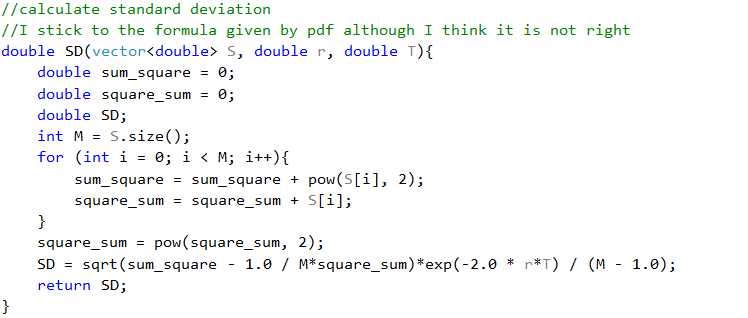 //calculate standard deviation
//I stick to the formula given by pdf although I think it is not right
double SD(vector<double> S, double r, double T){
    double sum_square = 0;
    double square_sum = 0;
    double SD;
    int M = S.size();
    for (int i = 0; i < M; i++){
        sum_square = sum_square + pow(S[i], 2);
        square_sum = square_sum + S[i];
    }
    square_sum = pow(square_sum, 2);
    SD = sqrt(sum_square - 1.0 / M*square_sum)*exp(-2.0 * r*T) / (M - 1.0);
    return SD;
}